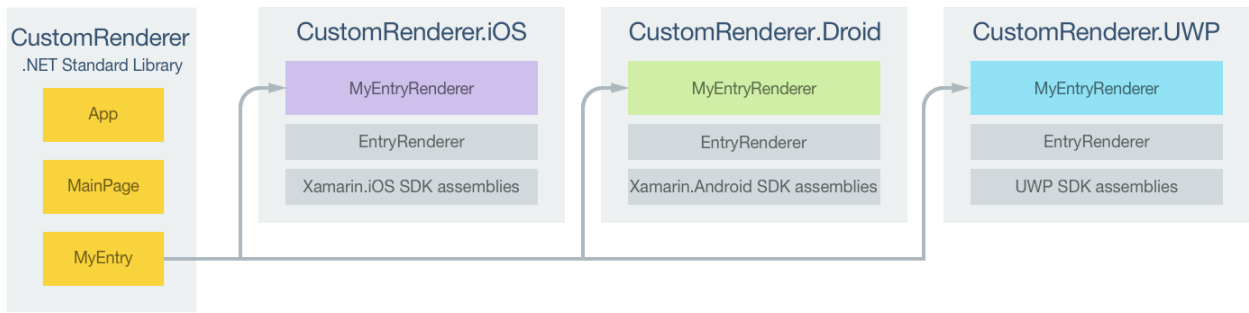 CustomRenderer
.NET Standard Library
App
MainPage
MyEntry
CustomRenderer.iOS
MyEntryRenderer
EntryRenderer
Xamarin.iOS SDK assemblies
CustomRenderer.Droid
MyEntryRenderer
EntryRenderer
Xamarin.Android SDK assemblies
CustomRenderer.UWP
MyEntryRenderer
EntryRenderer
UWP SDK assemblies